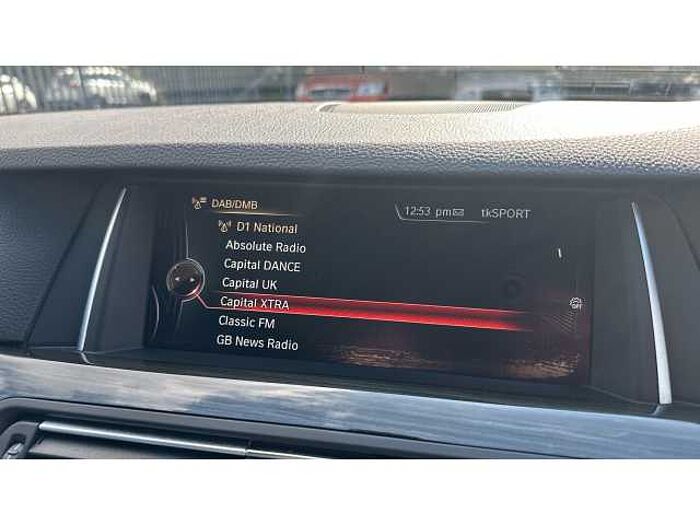 DAB/DMB
12:53 pm tkSPORT
D1 National
Absolute Radio
Capital DANCE
Capital UK
Capital XTRA
Classic FM
GB News Radio
OFF